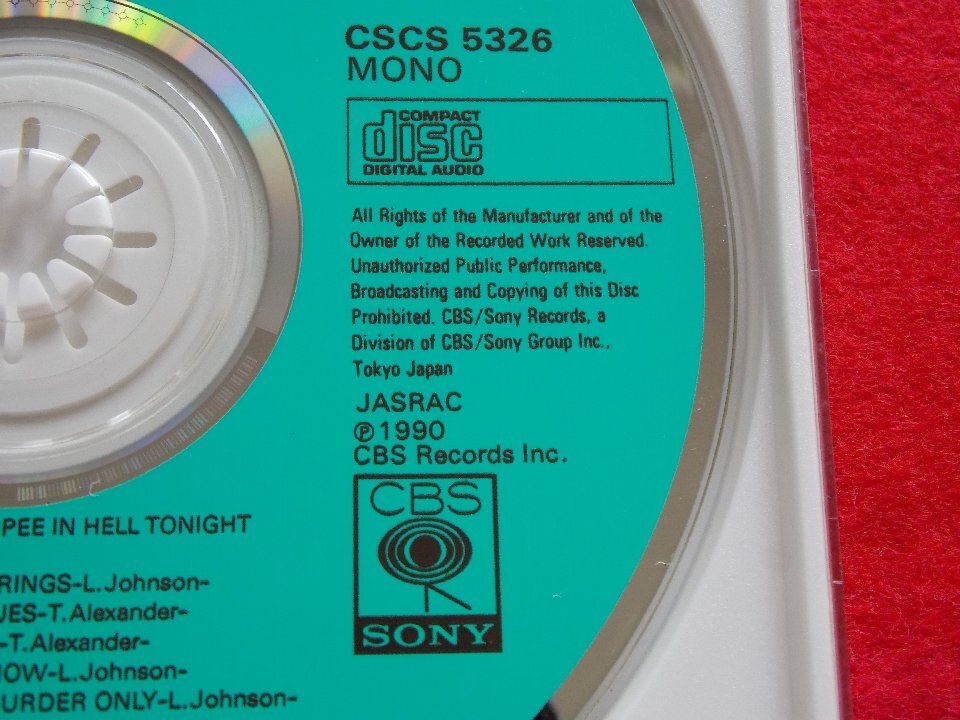 CSCS 5326
MONO
COMPACT
disc
DIGITAL AUDIO
All Rights of the Manufacturer and of the
Owner of the Recorded Work Reserved.
Unauthorized Public Performance,
Broadcasting and Copying of this Disc
Prohibited. CBS/Sony Records, a
Division of CBS/Sony Group Inc.,
Tokyo Japan
JASRAC
℗1990
CBS Records Inc.
CBS
SONY
PEE IN HELL TONIGHT
RINGS-L.Johnson-
UES-T.Alexander-
-T.Alexander-
NOW-L.Johnson-
URDER ONLY-L.Johnson-